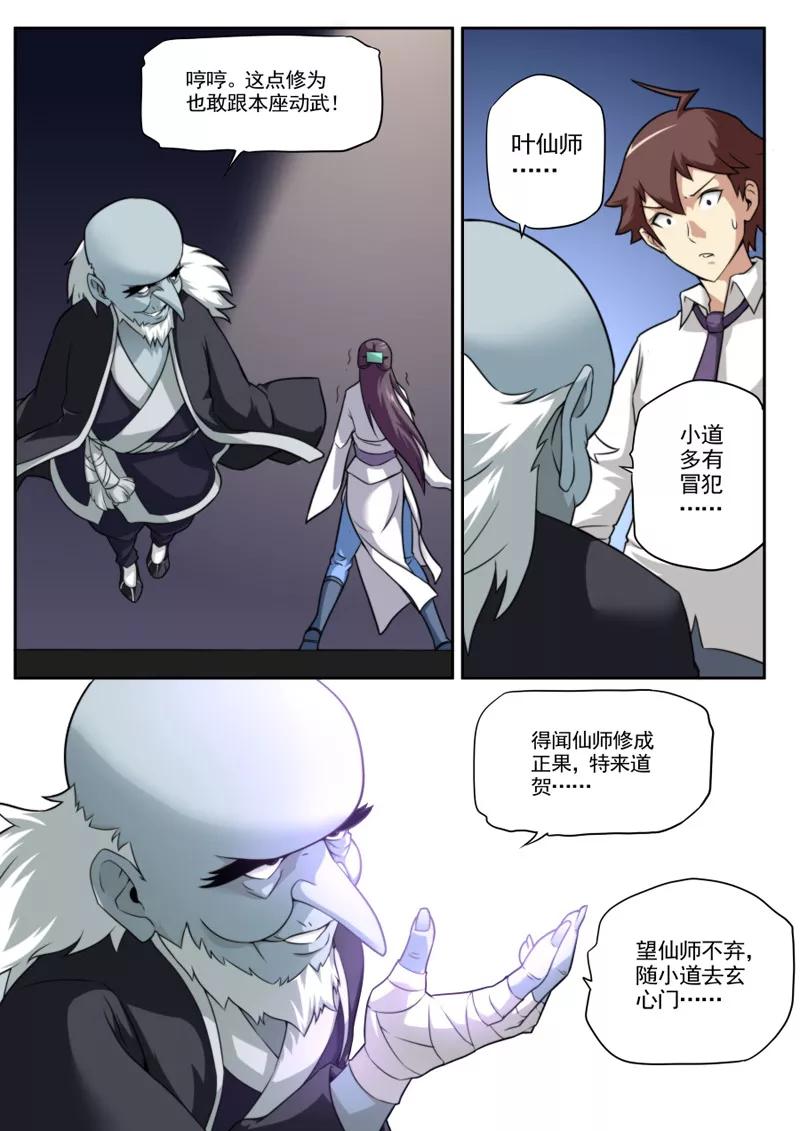 哼哼。这点修为
也敢跟本座动武！
叶仙师
……
小道
多有
冒犯
……
得闻仙师修成
正果，特来道
贺……
望仙师不弃，
随小道去玄
心门……